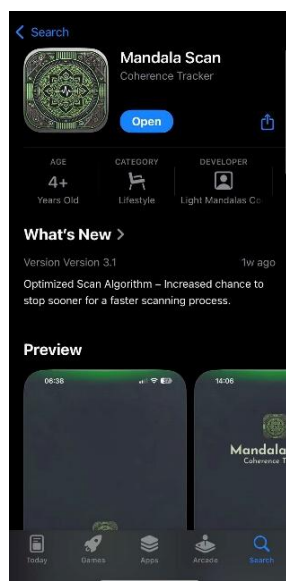 Search
Mandala Scan
Coherence Tracker
Open
AGE
CATEGORY
DEVELOPER
4+
Years Old
Lifestyle
Light Mandalas Co
What's New >
Version Version 3.1
1w ago
Optimized Scan Algorithm – Increased chance to
stop sooner for a faster scanning process.
Preview
06:38
14:06
Mandala
Coherence T
Today
Games
Apps
Arcade
Search